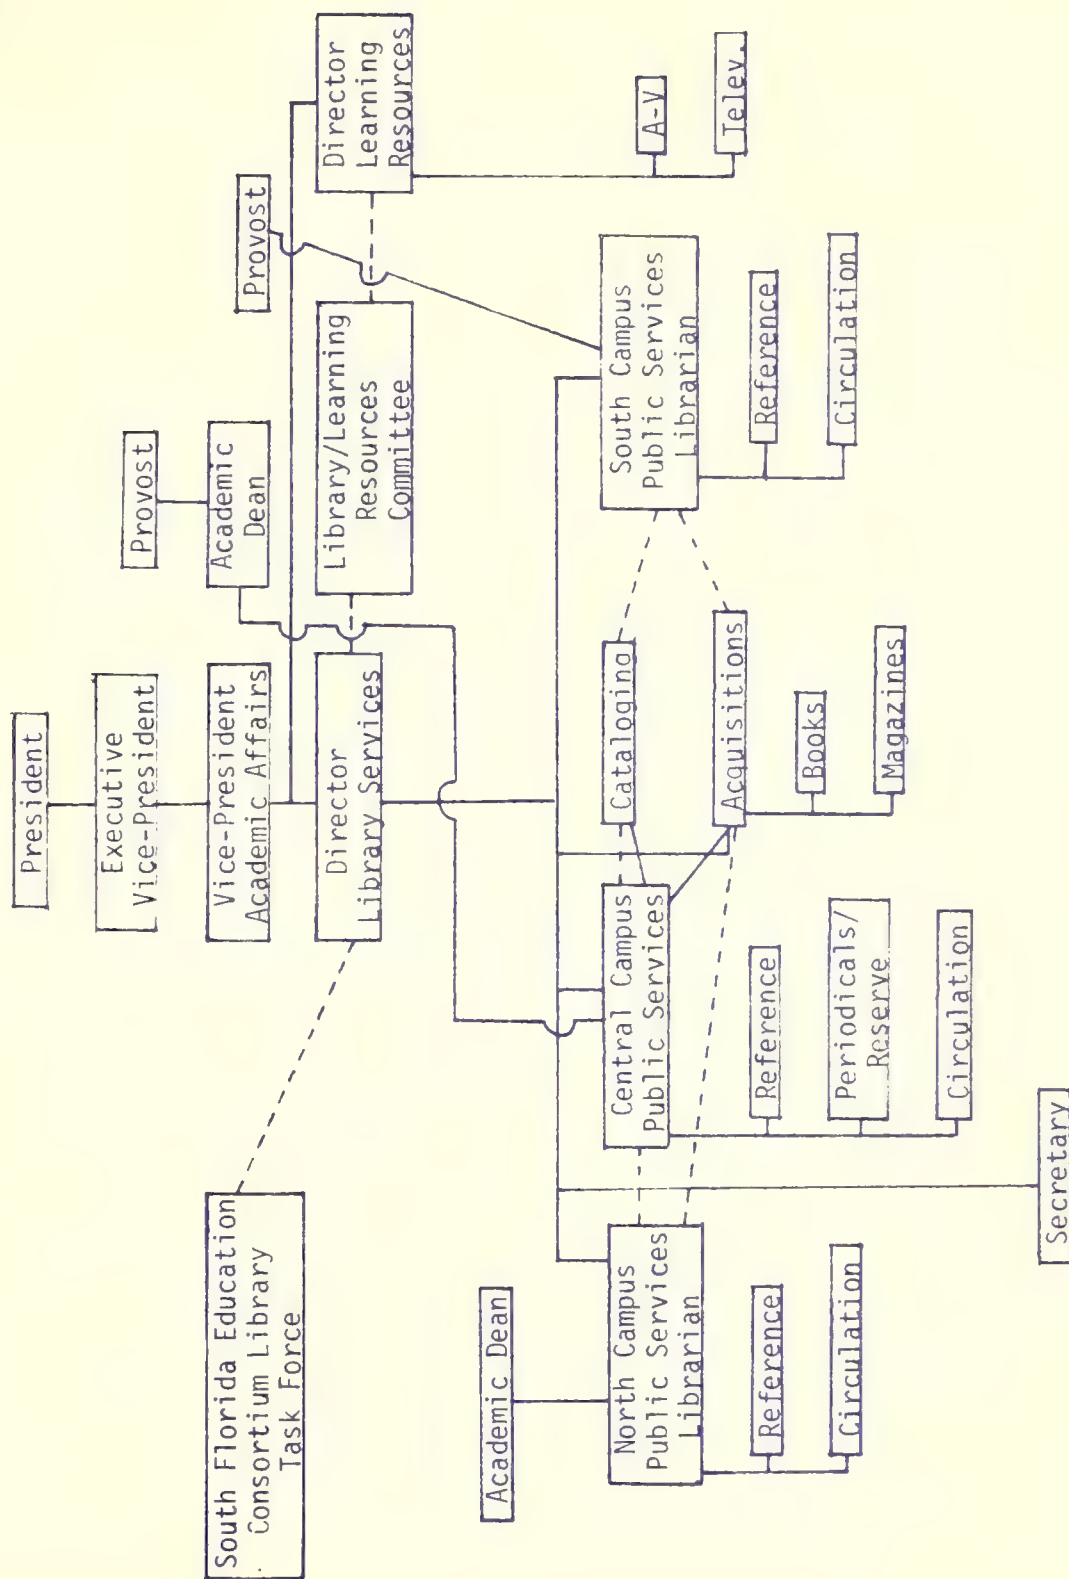 President
Executive
Vice-President
Provost
Vice-President
Academic Affairs
Academic
Dean
Provost
South Florida Education
Consortium Library
Task Force
Director
Library Services
Library/Learning
Resources
Committee
Director
Learning
Resources
Academic Dean
North Campus
Public Services
Librarian
Central Campus
Public Services
Cataloging
South Campus
Public Services
Librarian
A-V
Acquisitions
Telev.
Reference
Reference
Books
Reference
Circulation
Periodicals/
Reserve
Magazines
Circulation
Circulation
Secretary